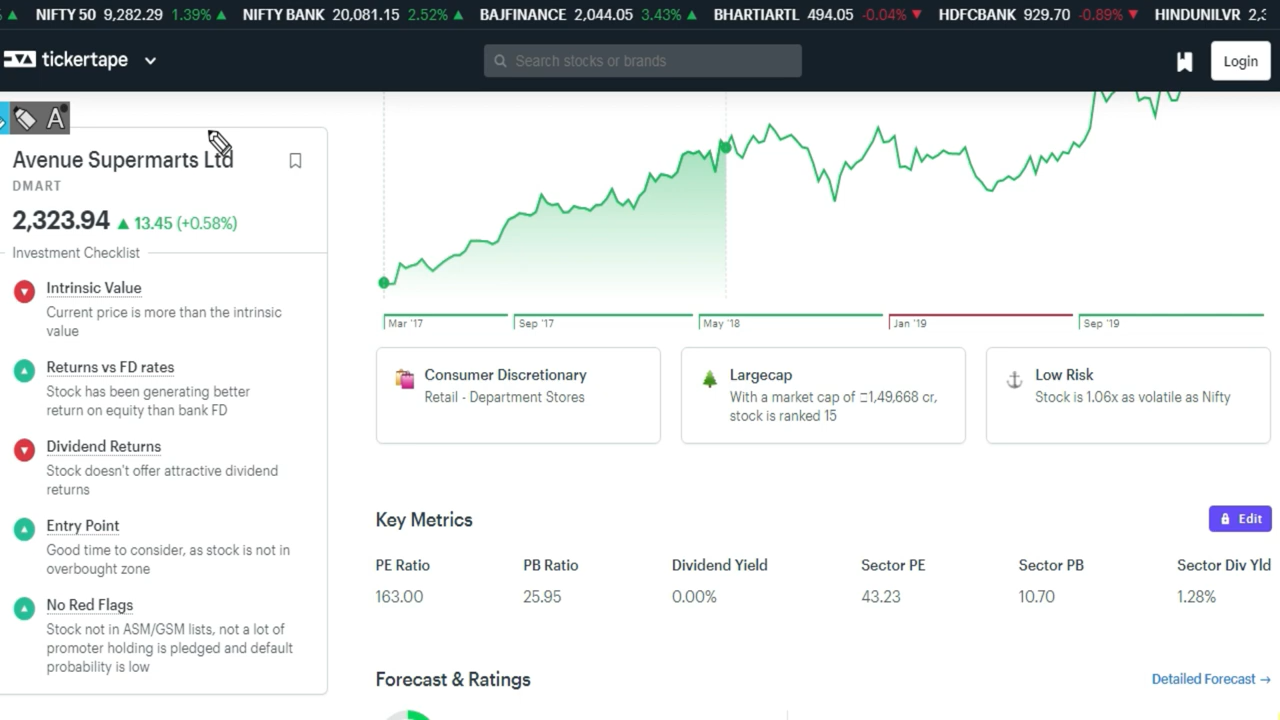 NIFTY 50 9,282.29 1.39% ▲ NIFTY BANK 20,081.15 2.52% ▲ BAJFINANCE 2,044.05 3.43% ▲ BHARTIARTL 494.05 -0.04% ▼ HDFCBANK 929.70 -0.89% ▼ HINDUNILVR
tickertape
Search stocks or brands
Login
A
Avenue Supermarts Ltd
DMART
2,323.94 ▲ 13.45 (+0.58%)
Investment Checklist
Intrinsic Value
Current price is more than the intrinsic
value
Returns vs FD rates
Stock has been generating better
return on equity than bank FD
Dividend Returns
Stock doesn't offer attractive dividend
returns
Entry Point
Good time to consider, as stock is not in
overbought zone
No Red Flags
Stock not in ASM/GSM lists, not a lot of
promoter holding is pledged and default
probability is low
Mar '17 Sep '17 May '18 Jan '19 Sep '19
Consumer Discretionary
Retail - Department Stores
Largecap
With a market cap of 1,49,668 cr,
stock is ranked 15
Low Risk
Stock is 1.06x as volatile as Nifty
Key Metrics
Edit
PE Ratio PB Ratio Dividend Yield Sector PE Sector PB Sector Div Yld
163.00 25.95 0.00% 43.23 10.70 1.28%
Forecast & Ratings
Detailed Forecast →